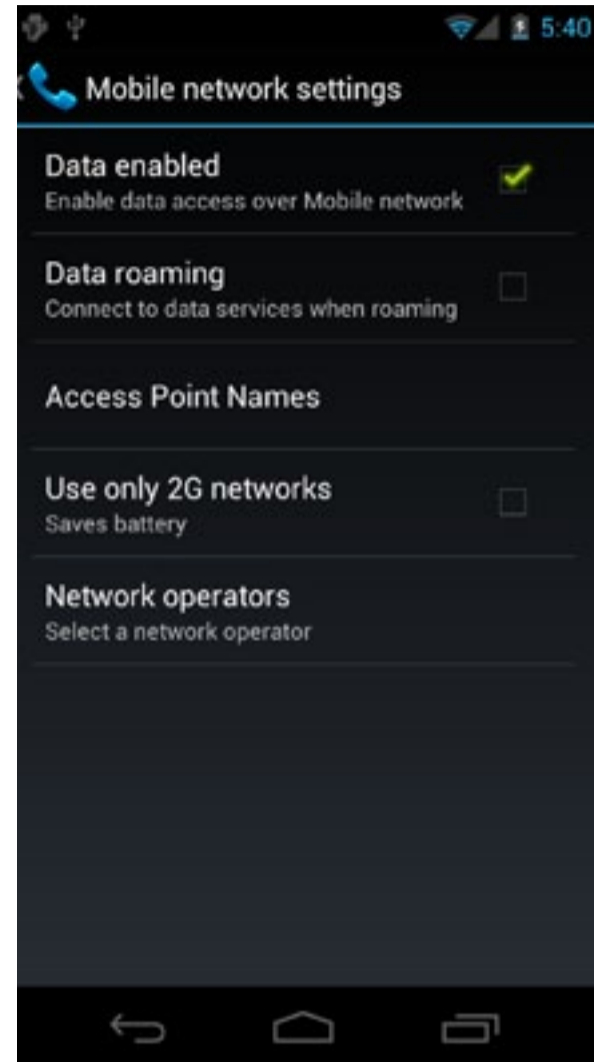 5:40
Mobile network settings
Data enabled
Enable data access over Mobile network
Data roaming
Connect to data services when roaming
Access Point Names
Use only 2G networks
Saves battery
Network operators
Select a network operator